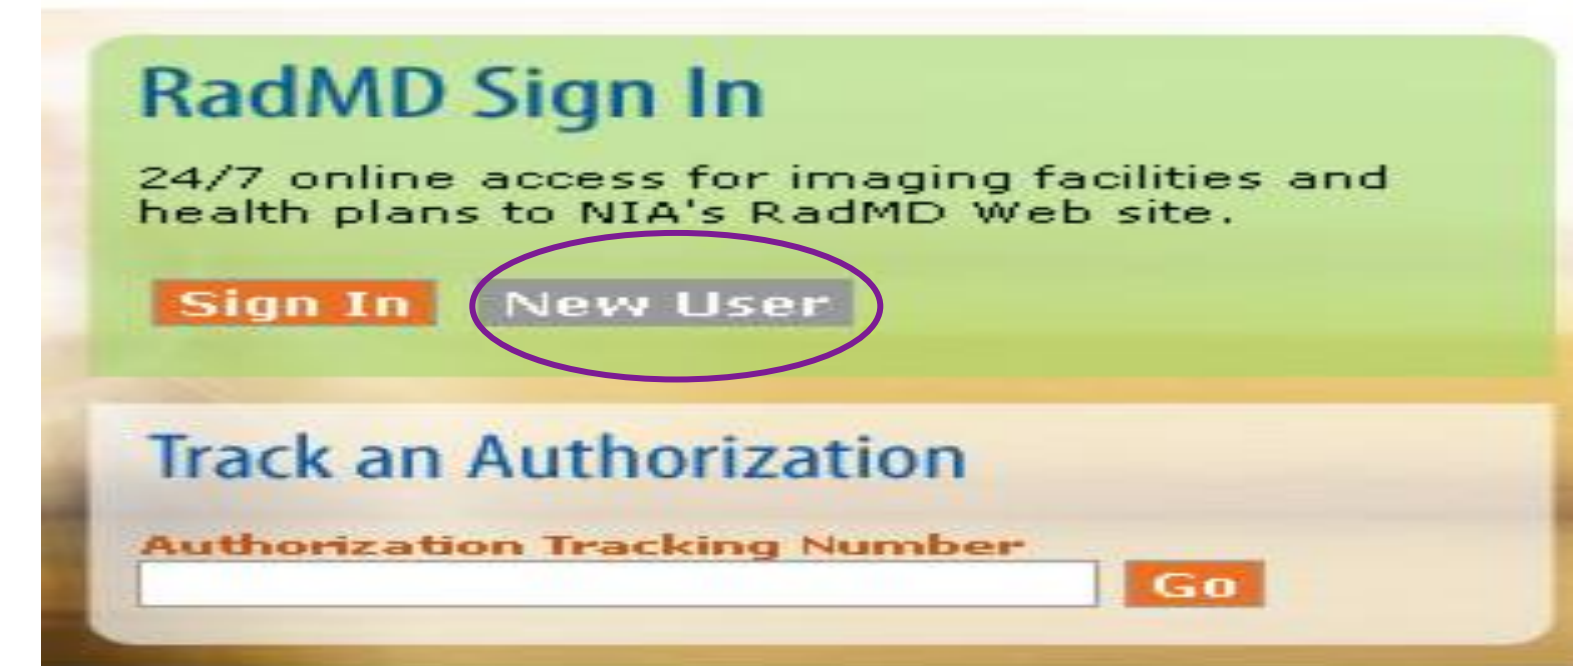 RadMD Sign In
24/7 online access for imaging facilities and
health plans to NIA's RadMD Web site.
Sign In New User
Track an Authorization
Authorization Tracking Number
Go